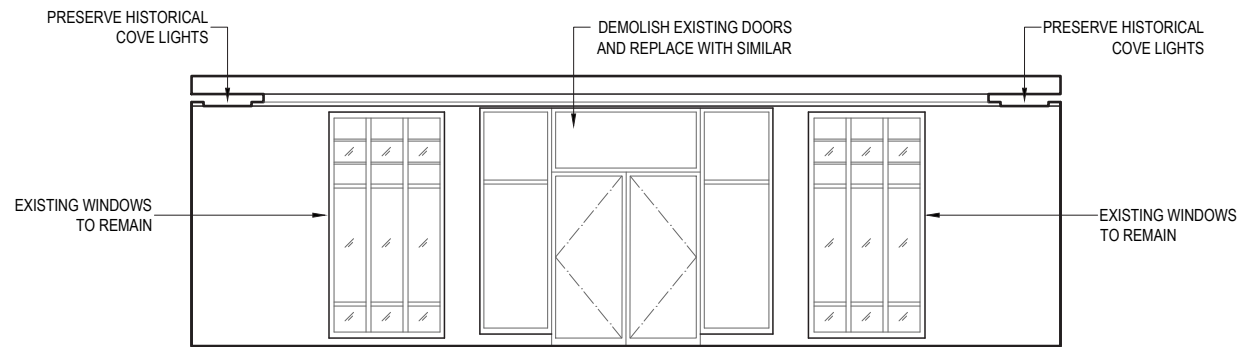 PRESERVE HISTORICAL
COVE LIGHTS
DEMOLISH EXISTING DOORS
AND REPLACE WITH SIMILAR
PRESERVE HISTORICAL
COVE LIGHTS
EXISTING WINDOWS
TO REMAIN
EXISTING WINDOWS
TO REMAIN